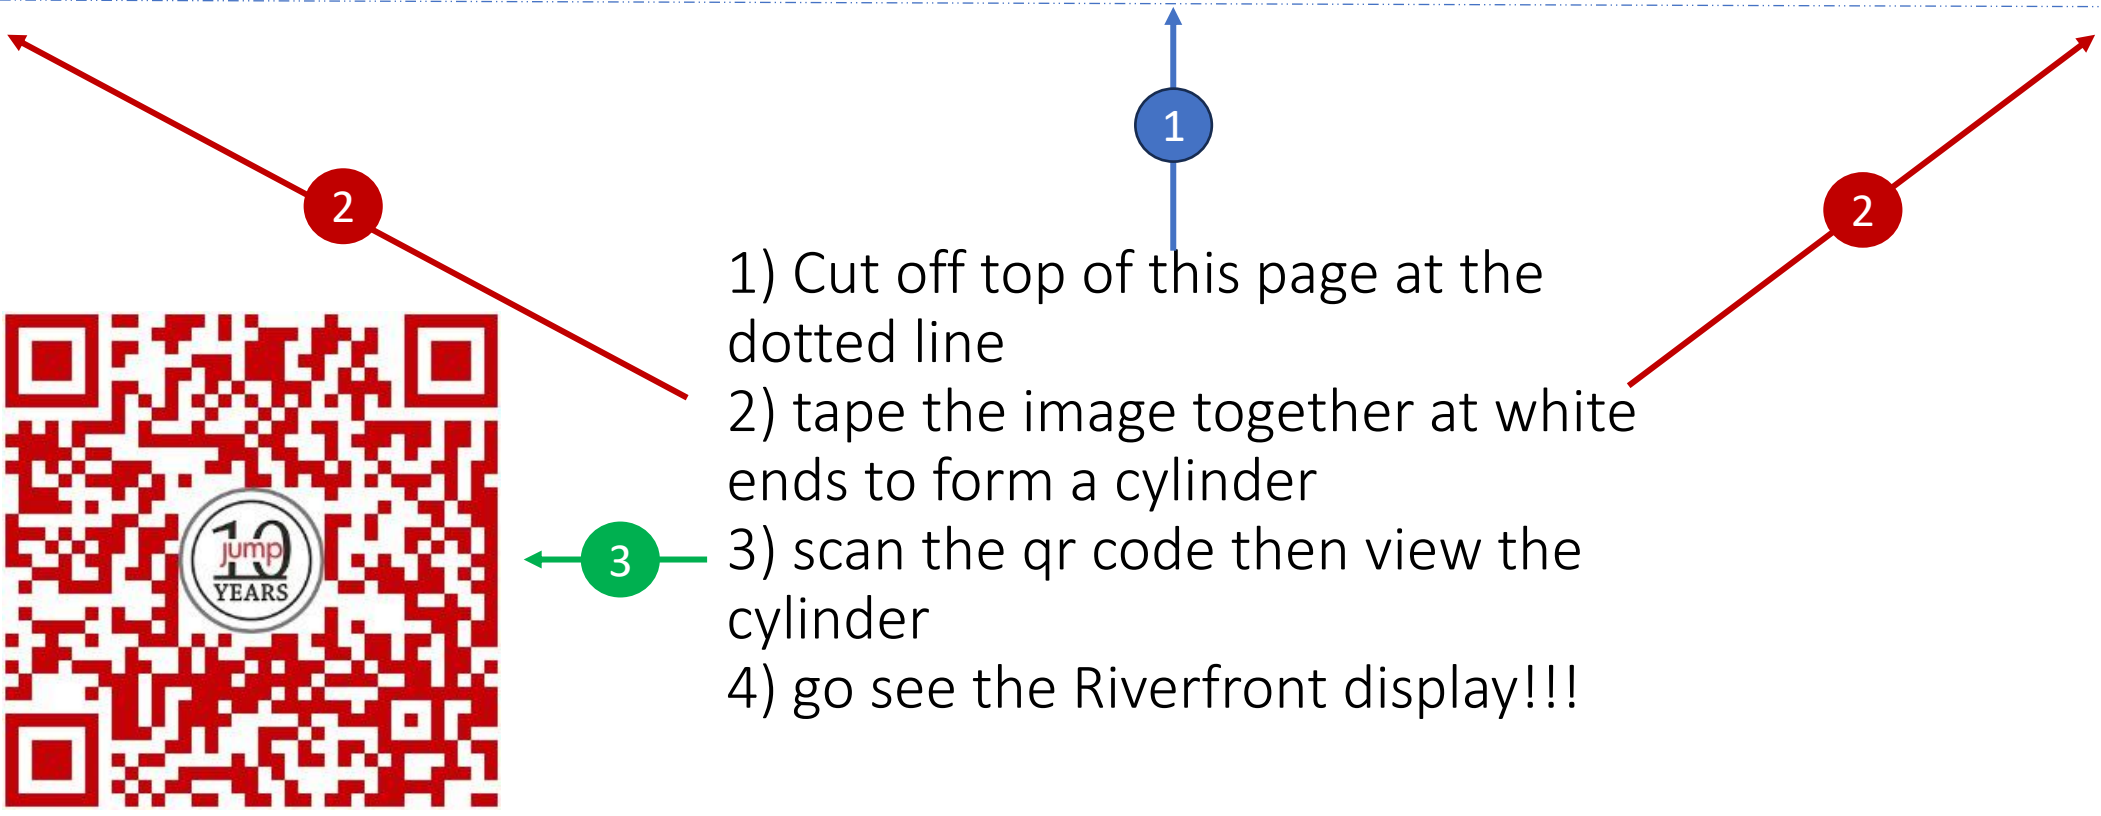 1
2
2
1) Cut off top of this page at the
dotted line
2) tape the image together at white
ends to form a cylinder
3) scan the qr code then view the
cylinder
4) go see the Riverfront display!!!
3
10
jump
YEARS